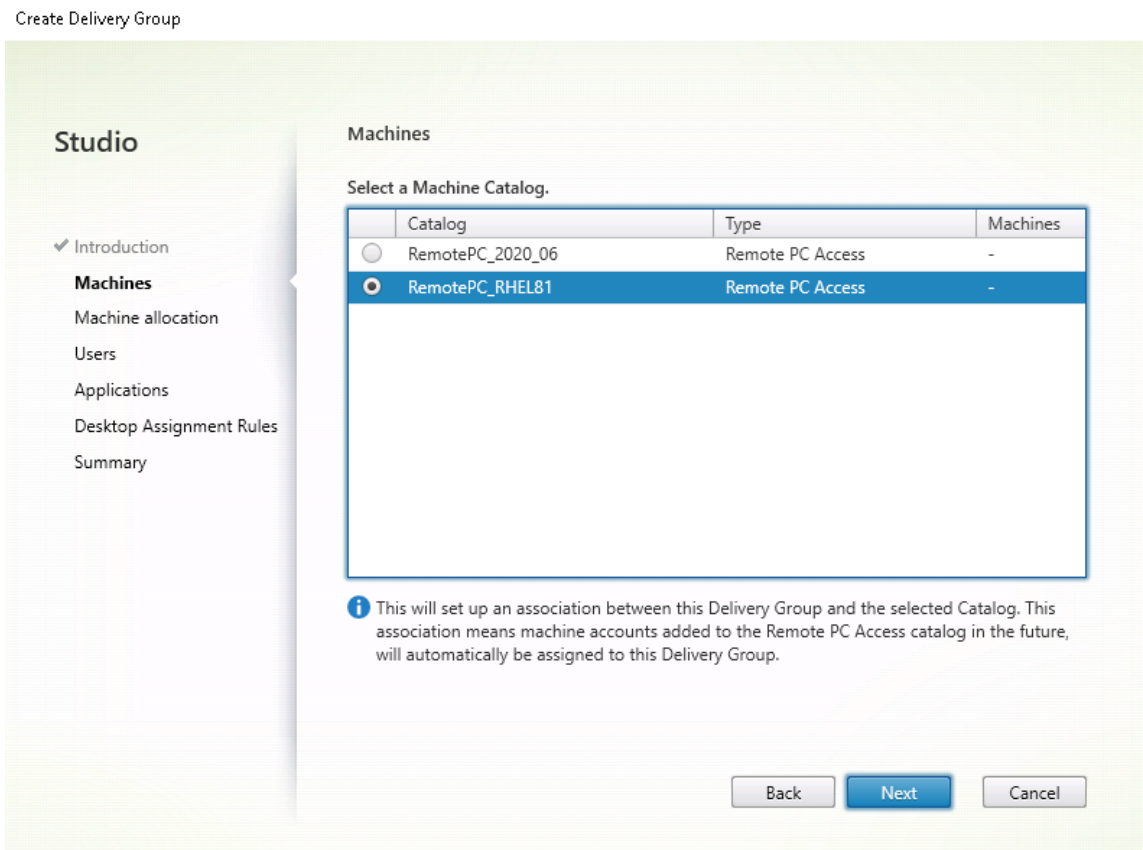 Create Delivery Group
Studio
Introduction
Machines
Machine allocation
Users
Applications
Desktop Assignment Rules
Summary
Machines
Select a Machine Catalog.
Catalog Type Machines
RemotePC_2020_06 Remote PC Access -
RemotePC_RHEL81 Remote PC Access -
This will set up an association between this Delivery Group and the selected Catalog. This
association means machine accounts added to the Remote PC Access catalog in the future,
will automatically be assigned to this Delivery Group.
Back Next Cancel